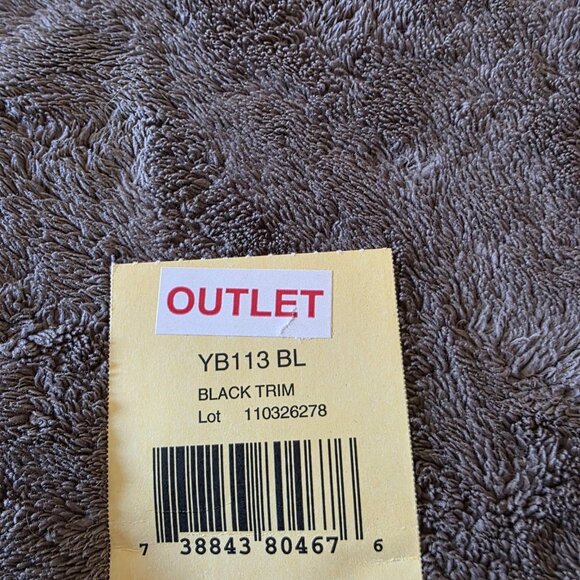 OUTLET
YB113 BL
BLACK TRIM
Lot 110326278
7 38843 80467 6